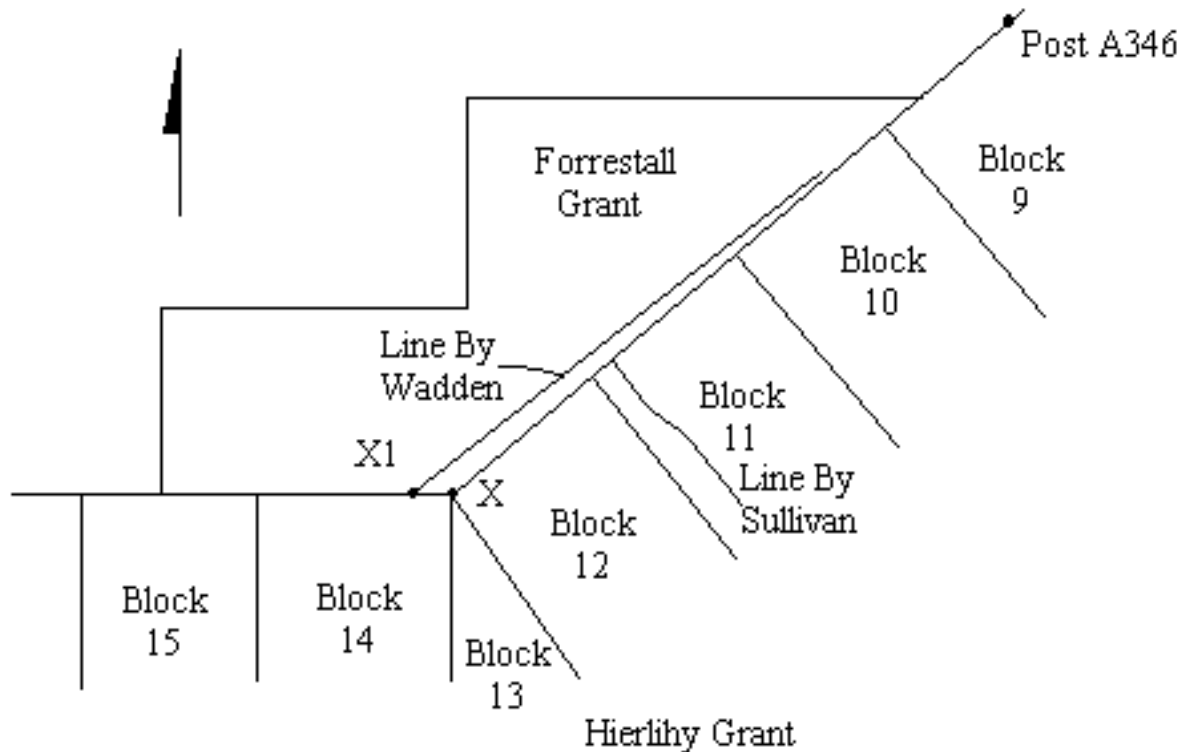 Post A346
Forrestall
Grant
Block
9
Block
10
Line By
Wadden
Block
11
X1
X
Line By
Sullivan
Block
12
Block
15
Block
14
Block
13
Hierlihy Grant